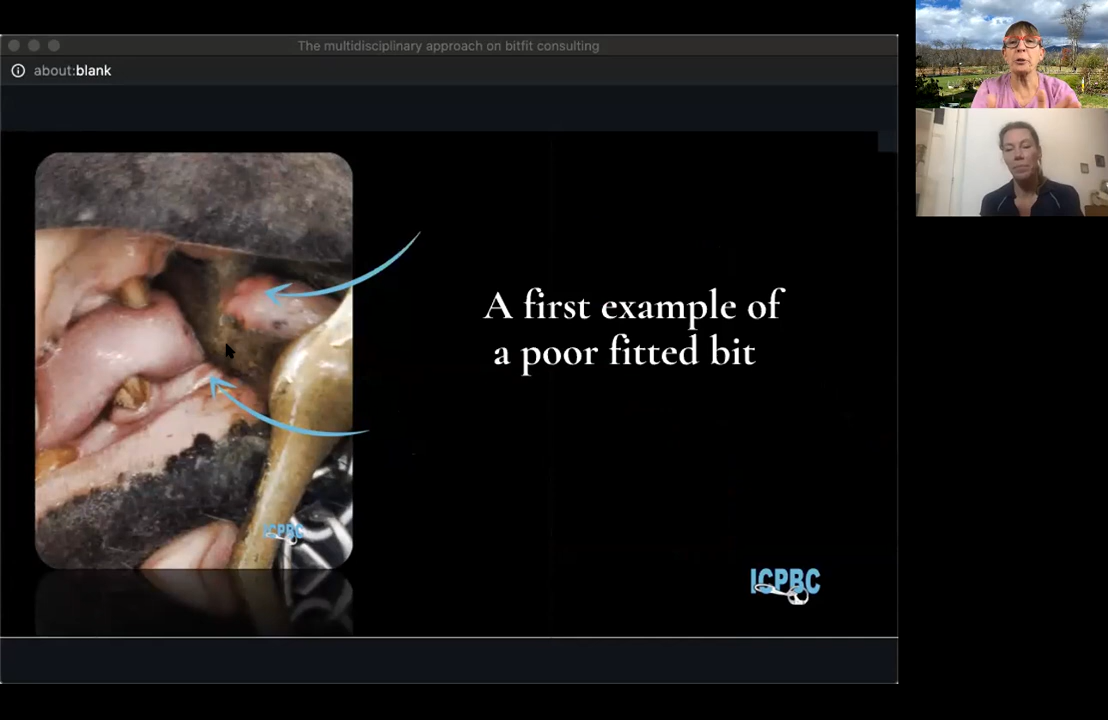 The multidisciplinary approach on bitfit consulting
about:blank
A first example of
a poor fitted bit
ICPBC
ICPBC